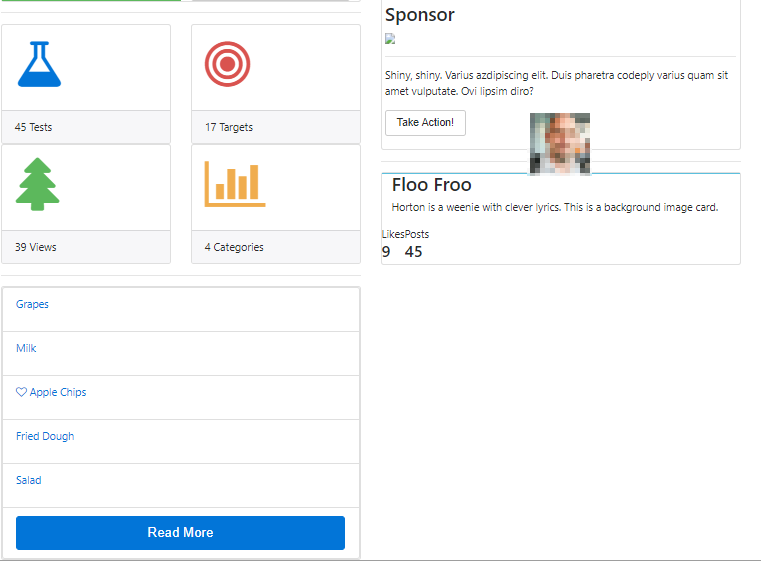 45 Tests
17 Targets
39 Views
4 Categories
Grapes
Milk
Apple Chips
Fried Dough
Salad
Read More
Sponsor
Shiny, shiny. Varius azdipiscing elit. Duis pharetra codeply varius quam sit
amet vulputate. Ovi lipsim diro?
Take Action!
Floo Froo
Horton is a weenie with clever lyrics. This is a background image card.
LikesPosts
9 45